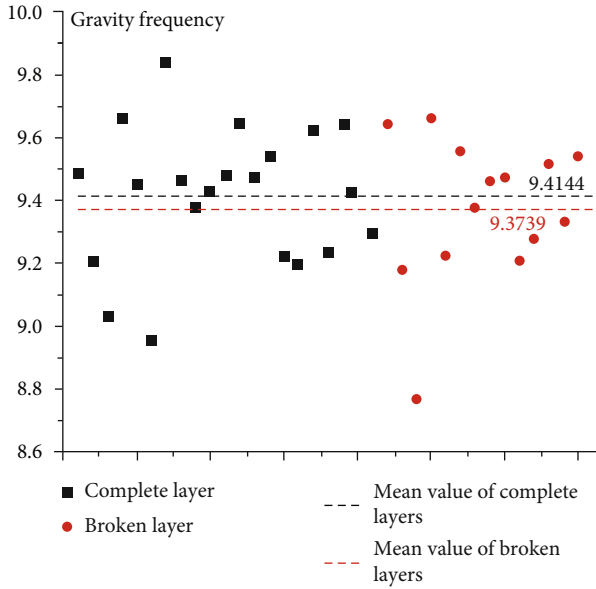 Gravity frequency
10.0
9.8
9.6
9.4
9.2
9.0
8.8
8.6
9.4144
9.3739
Complete layer
Broken layer
Mean value of complete
layers
Mean value of broken
layers